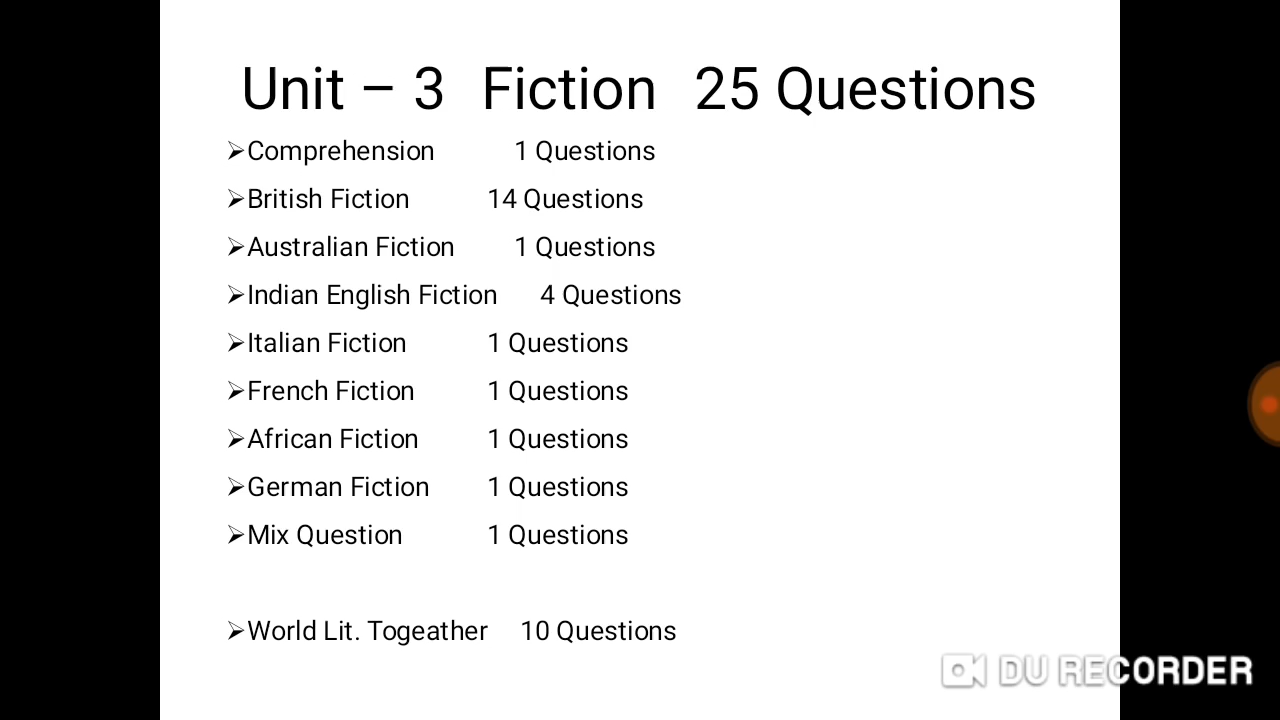 Unit – 3 Fiction 25 Questions
➢Comprehension 1 Questions
➢British Fiction 14 Questions
➢Australian Fiction 1 Questions
➢Indian English Fiction 4 Questions
➢Italian Fiction 1 Questions
➢French Fiction 1 Questions
➢African Fiction 1 Questions
➢German Fiction 1 Questions
➢Mix Question 1 Questions
➢World Lit. Togeather 10 Questions
DU RECORDER